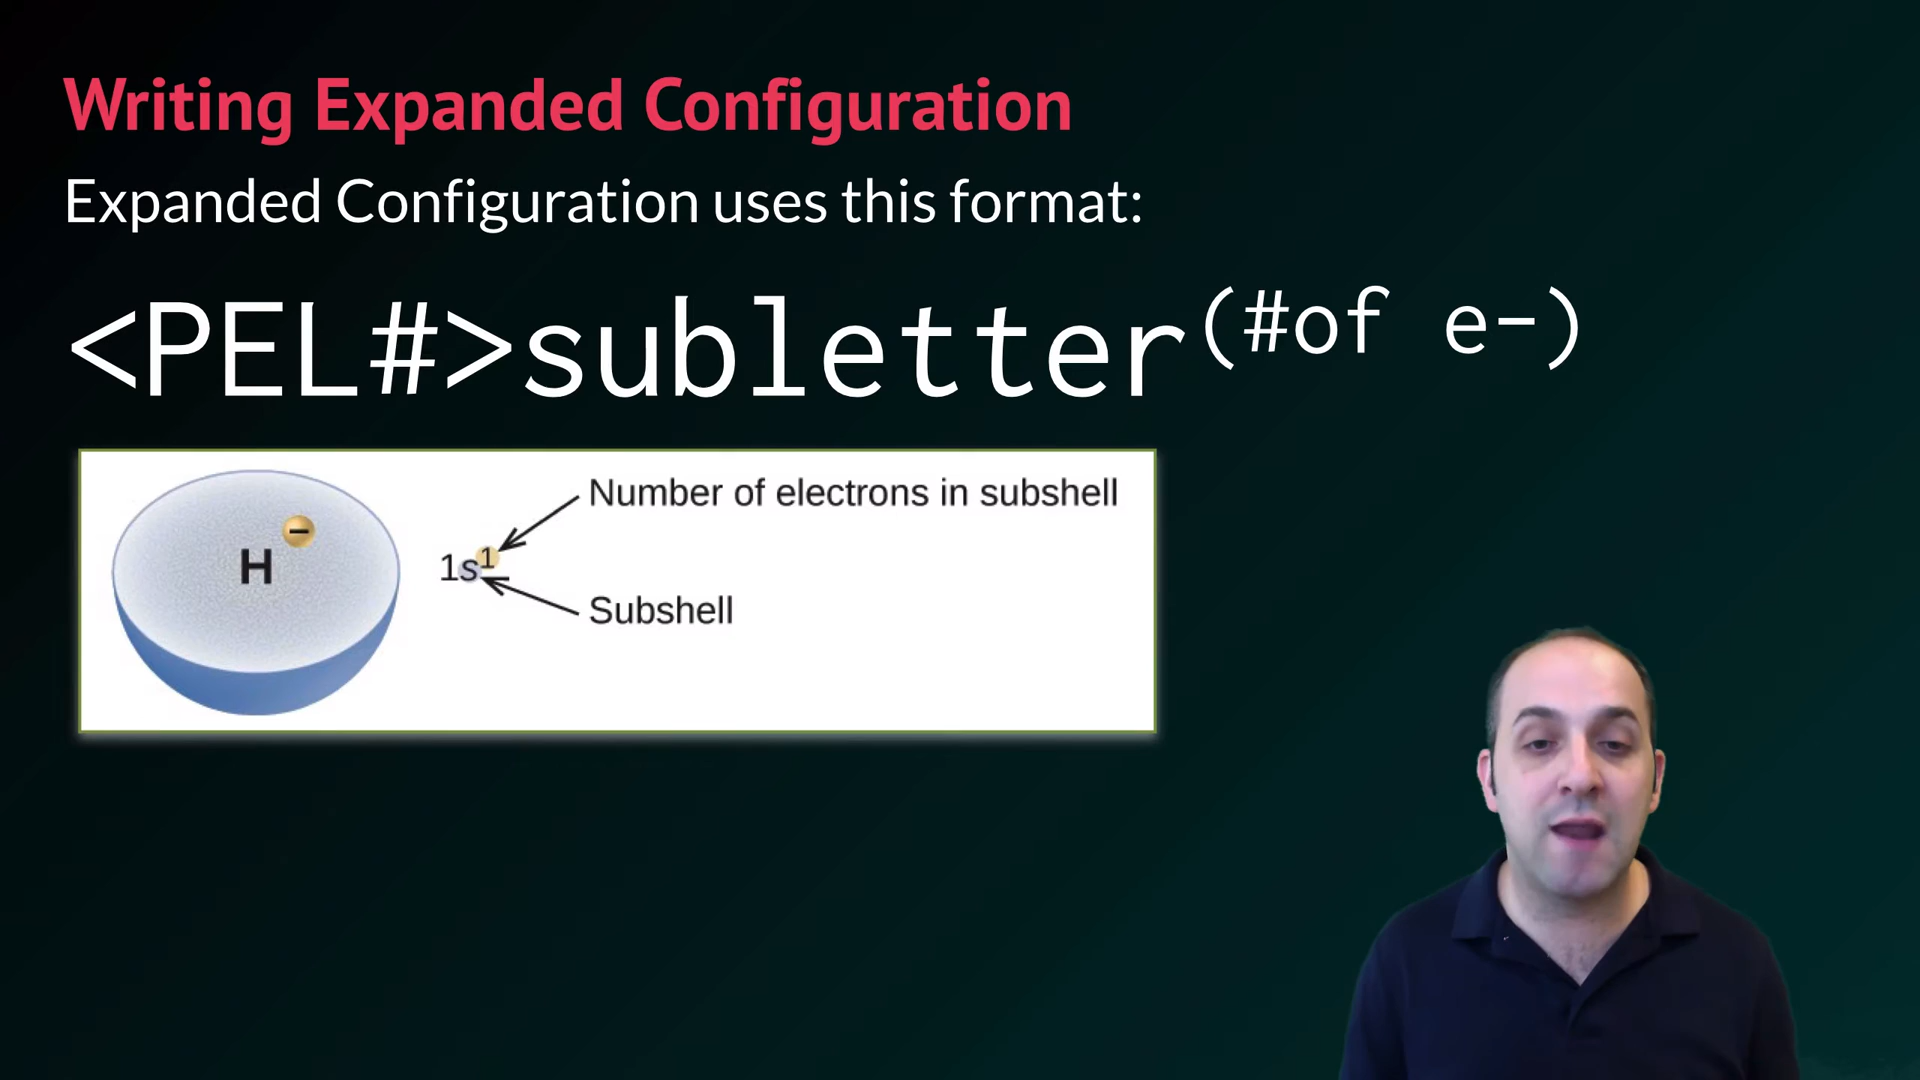 Writing Expanded Configuration
Expanded Configuration uses this format:
<PEL#>subletter(#of e−)
Number of electrons in subshell
H −
1s1
Subshell